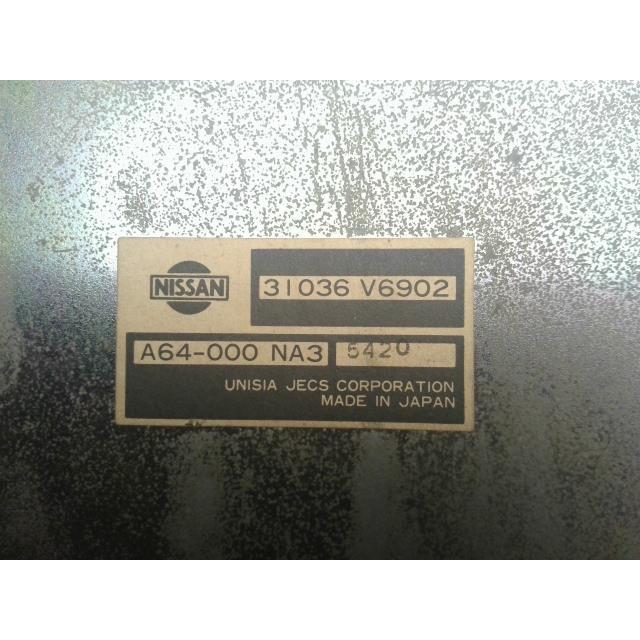 NISSAN
31036 V6902
A64-000 NA3 5420
UNISIA JECS CORPORATION
MADE IN JAPAN